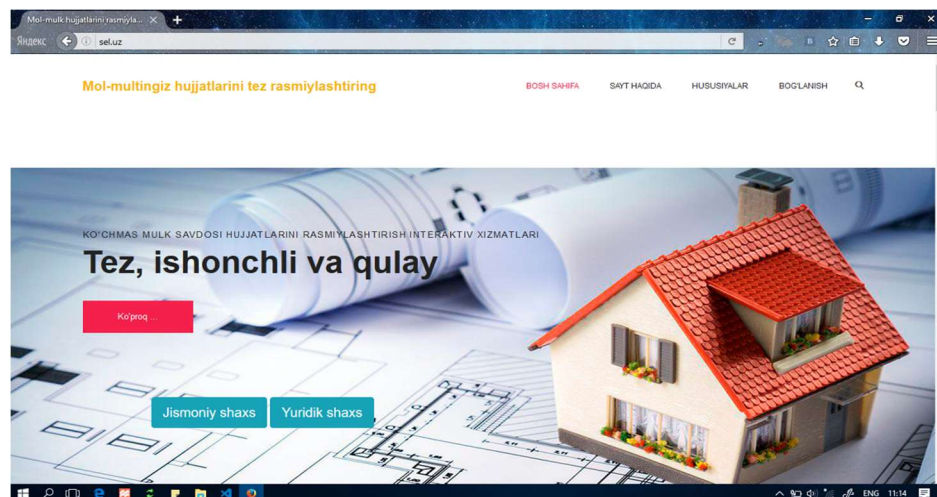 Mol-mulk hujjatlarini rasmiyla...
Яндекс
sel.uz
Mol-multingiz hujjatlarini tez rasmiylashtiring
BOSH SAHIFA SAYT HAQIDA HUSUSIYALAR BOG'LANISH
KO'CHMAS MULK SAVDOSI HUJJATLARINI RASMIYLASHTIRISH INTERAKTIV XIZMATLARI
Tez, ishonchli va qulay
Ko'proq ...
Jismoniy shaxs Yuridik shaxs
ENG 11:14